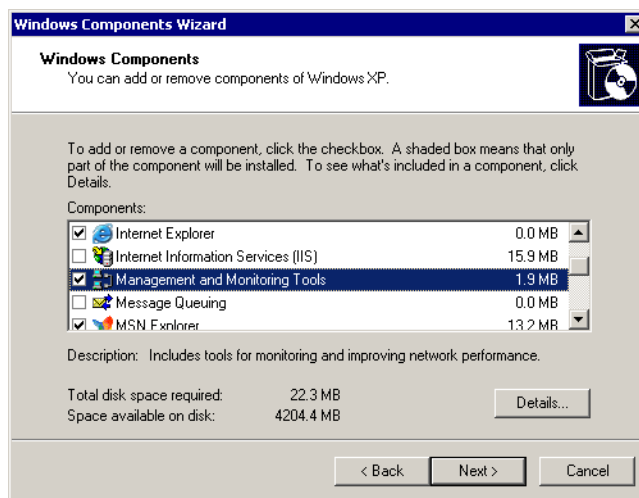 Windows Components Wizard
Windows Components
You can add or remove components of Windows XP.
To add or remove a component, click the checkbox. A shaded box means that only
part of the component will be installed. To see what's included in a component, click
Details.
Components:
Internet Explorer 0.0 MB
Internet Information Services (IIS) 15.9 MB
Management and Monitoring Tools 1.9 MB
Message Queuing 0.0 MB
MSN Explorer 13.2 MB
Description: Includes tools for monitoring and improving network performance.
Total disk space required: 22.3 MB
Space available on disk: 4204.4 MB
Details...
< Back Next > Cancel